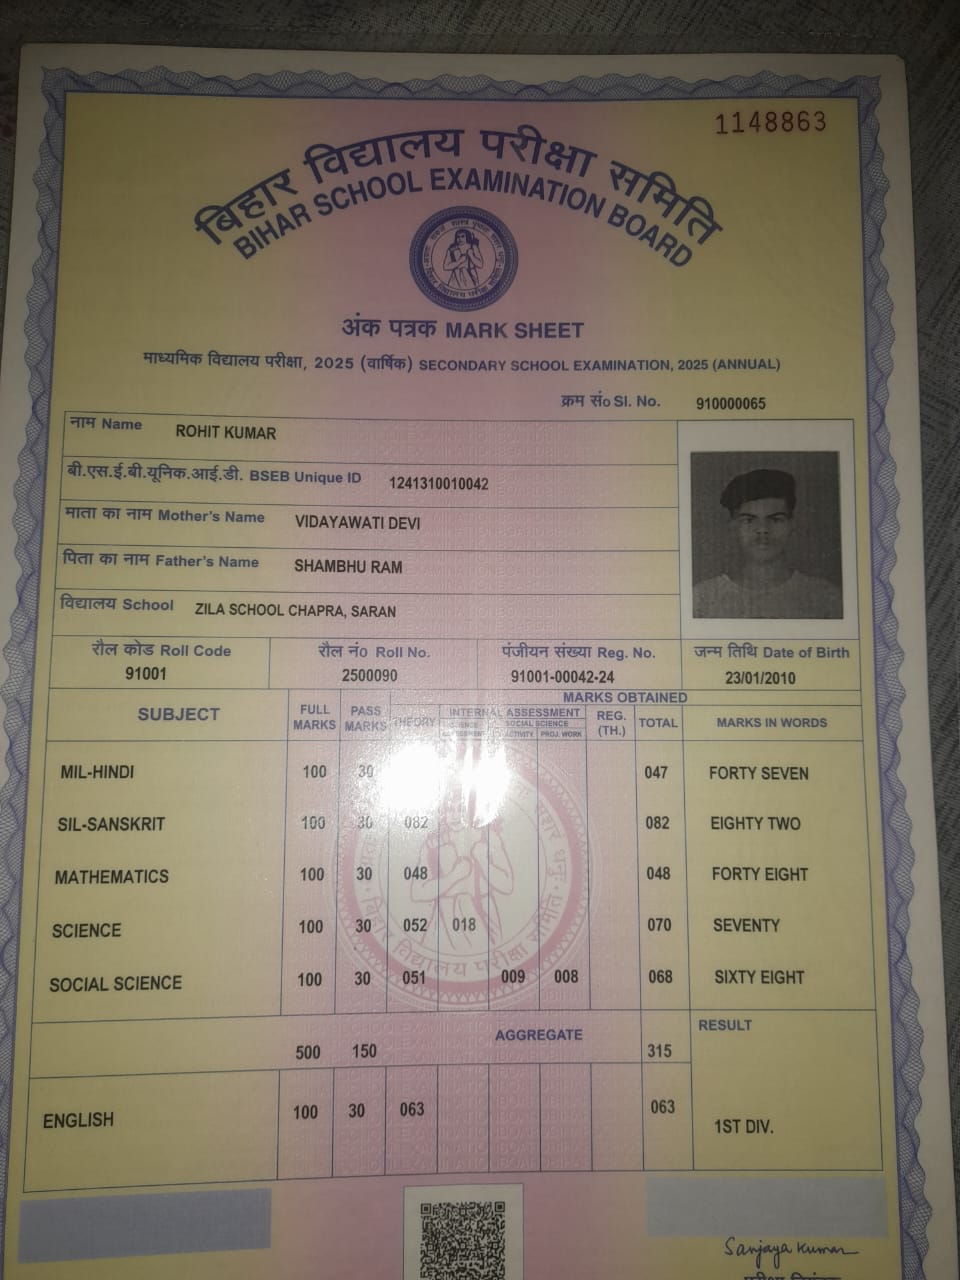 1148863
बिहार विद्यालय परीक्षा समिति
BIHAR SCHOOL EXAMINATION BOARD
अंक पत्रक MARK SHEET
माध्यमिक विद्यालय परीक्षा, 2025 (वार्षिक) SECONDARY SCHOOL EXAMINATION, 2025 (ANNUAL)
क्रम सं० Sl. No. 910000065
नाम Name ROHIT KUMAR
बी.एस.ई.बी.यूनिक.आई.डी. BSEB Unique ID 1241310010042
माता का नाम Mother's Name VIDAYAWATI DEVI
पिता का नाम Father's Name SHAMBHU RAM
विद्यालय School ZILA SCHOOL CHAPRA, SARAN
रौल कोड Roll Code रौल नं० Roll No. पंजीयन संख्या Reg. No. जन्म तिथि Date of Birth
91001 2500090 91001-00042-24 23/01/2010
MARKS OBTAINED
SUBJECT FULL MARKS PASS MARKS THEORY INTERNAL ASSESSMENT REG. (TH.) TOTAL MARKS IN WORDS
SCIENCE SOCIAL SCIENCE
ACTIVITY PROJ. WORK
MIL-HINDI 100 30 047 FORTY SEVEN
SIL-SANSKRIT 100 30 082 082 EIGHTY TWO
MATHEMATICS 100 30 048 048 FORTY EIGHT
SCIENCE 100 30 052 018 070 SEVENTY
SOCIAL SCIENCE 100 30 051 009 008 068 SIXTY EIGHT
AGGREGATE RESULT
500 150 315
ENGLISH 100 30 063 063
1ST DIV.
Sanjaya Kumar